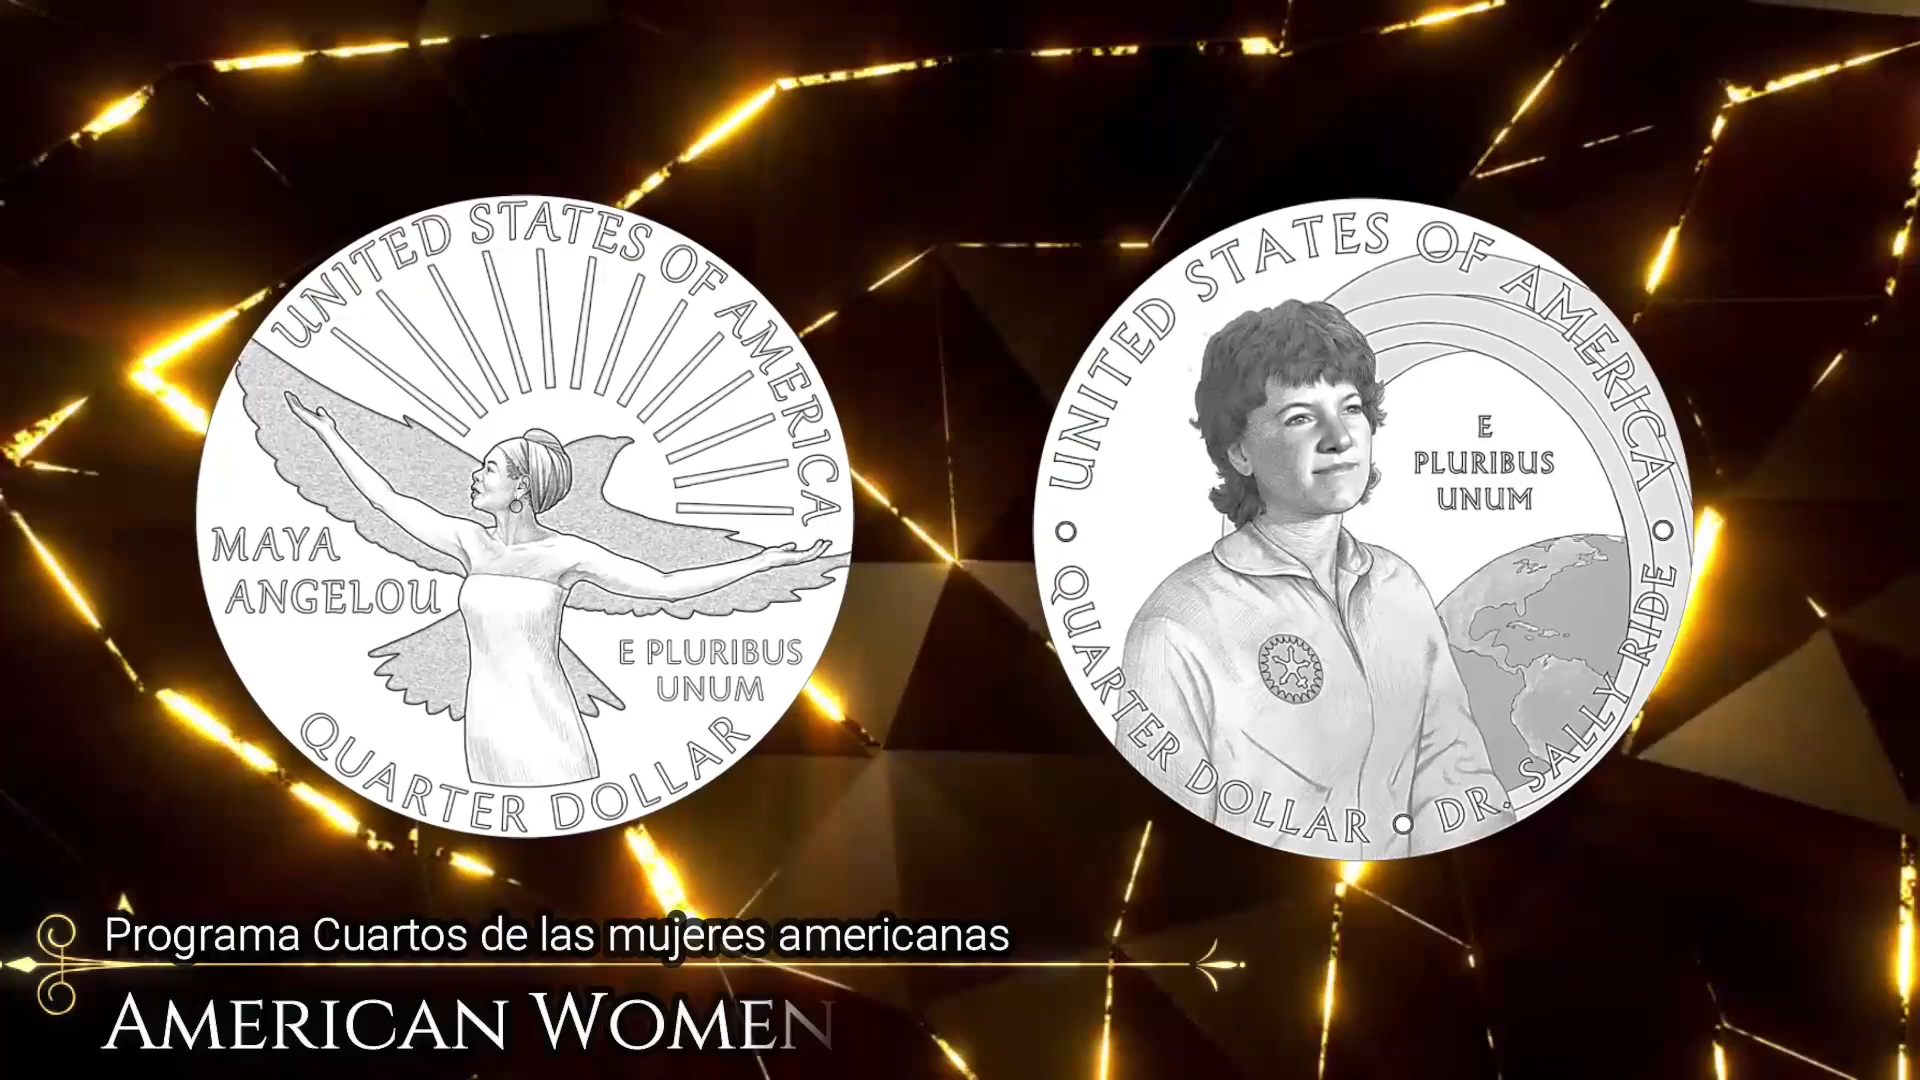 UNITED STATES OF AMERICA
MAYA
ANGELOU
E PLURIBUS
UNUM
QUARTER DOLLAR
UNITED STATES OF AMERICA
E
PLURIBUS
UNUM
QUARTER DOLLAR • DR. SALLY RIDE
Programa Cuartos de las mujeres americanas
AMERICAN WOMEN